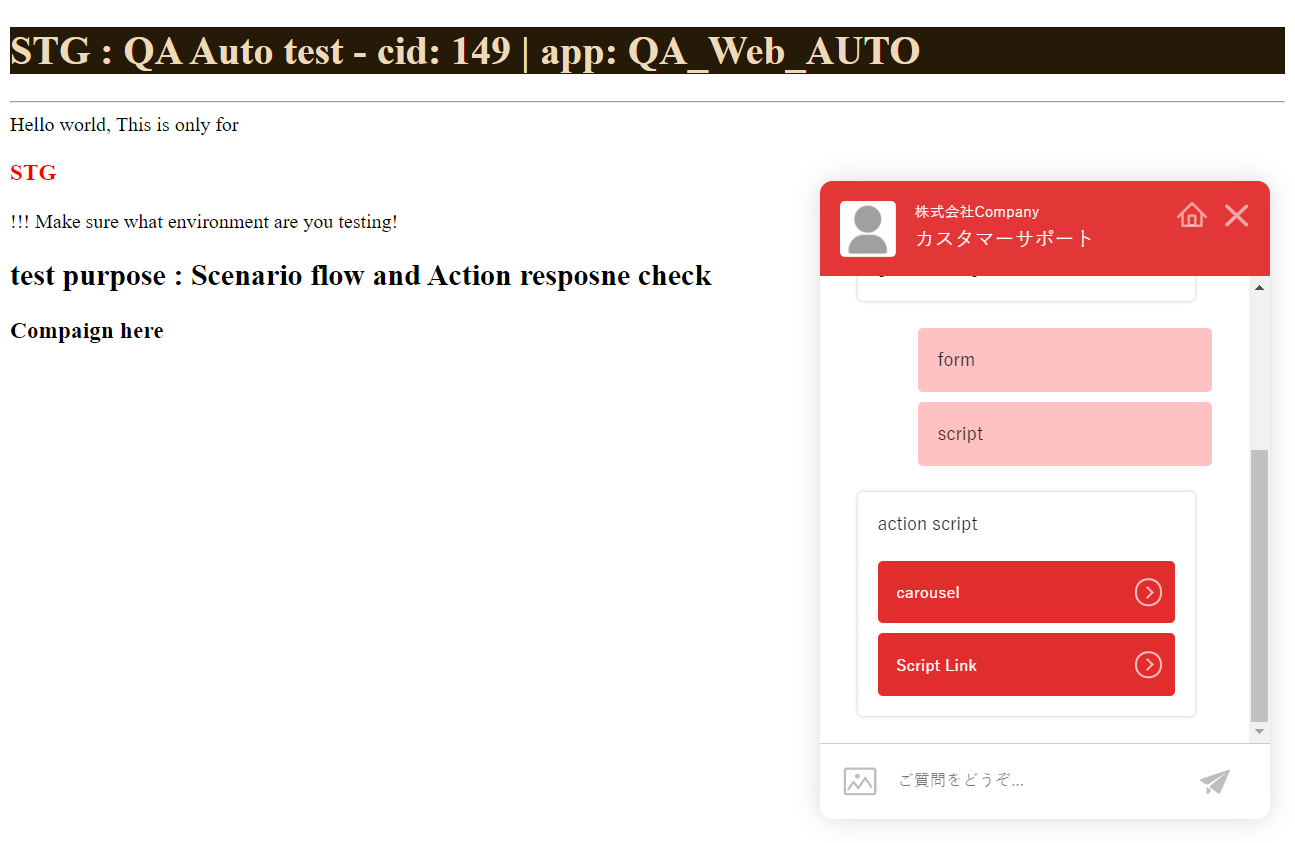 STG : QA Auto test - cid: 149 | app: QA_Web_AUTO
Hello world, This is only for
STG
!!! Make sure what environment are you testing!
test purpose : Scenario flow and Action resposne check
Compaign here
株式会社Company
カスタマーサポート
form
script
action script
carousel
Script Link
ご質問をどうぞ...